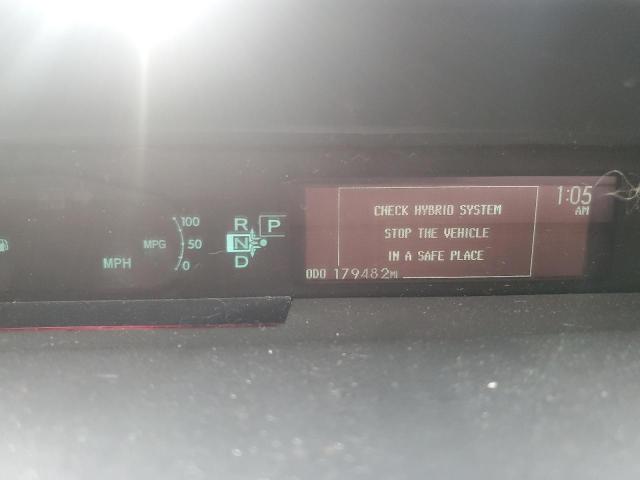 100
MPG 50
0
MPH
R
N
D
P
CHECK HYBRID SYSTEM
STOP THE VEHICLE
IN A SAFE PLACE
1:05
AM
ODO 179482MI